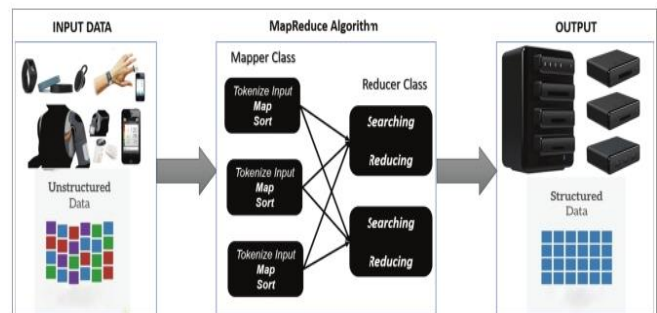 INPUT DATA
Unstructured
Data
MapReduce Algorithm
Mapper Class
Tokenize Input
Map
Sort
Tokenize Input
Map
Sort
Tokenize Input
Map
Sort
Reducer Class
Searching
Reducing
Searching
Reducing
OUTPUT
Structured
Data